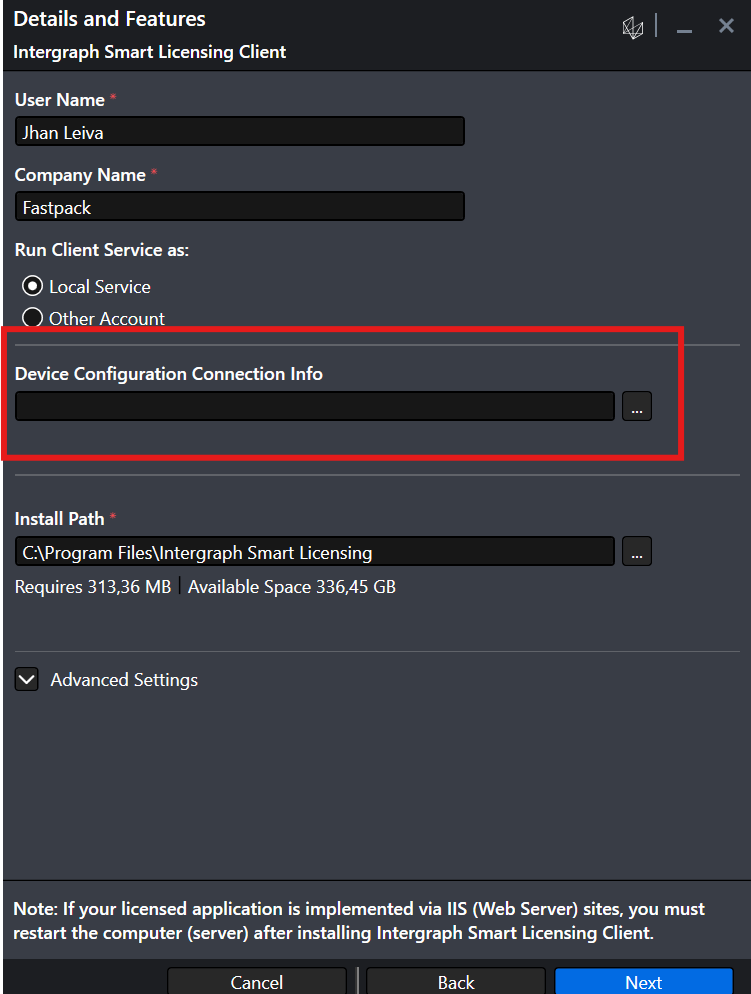 Details and Features
Intergraph Smart Licensing Client
User Name *
Jhan Leiva
Company Name *
Fastpack
Run Client Service as:
Local Service
Other Account
Device Configuration Connection Info
...
Install Path *
C:\Program Files\Intergraph Smart Licensing
...
Requires 313,36 MB | Available Space 336,45 GB
Advanced Settings
Note: If your licensed application is implemented via IIS (Web Server) sites, you must
restart the computer (server) after installing Intergraph Smart Licensing Client.
Cancel
Back
Next